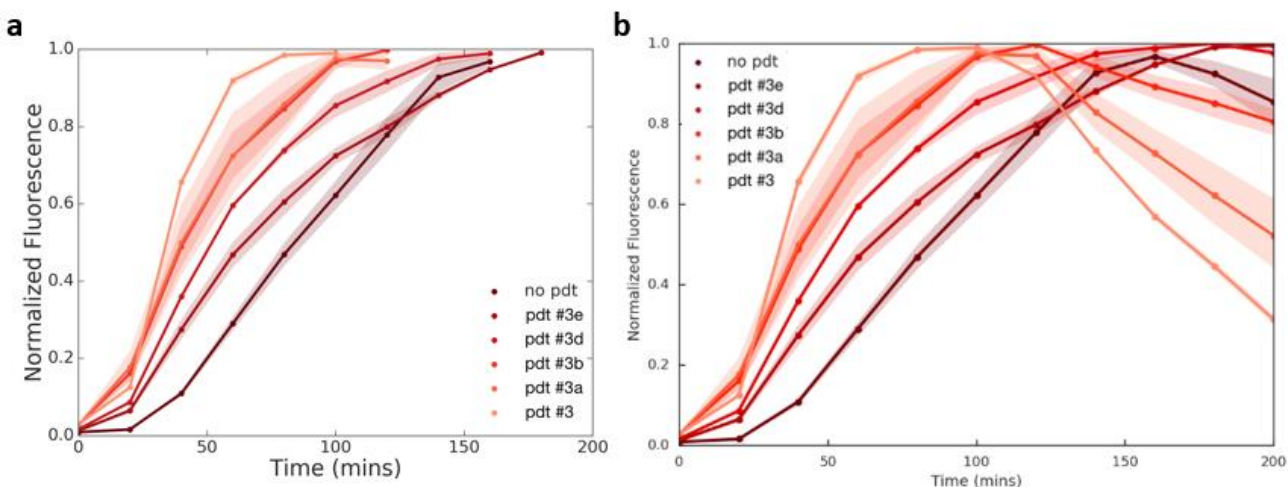 a
1.0
0.8
0.6
0.4
0.2
0.0
Normalized Fluorescence
no pdt
pdt #3e
pdt #3d
pdt #3b
pdt #3a
pdt #3
0
50
100
150
200
Time (mins)
b
1.0
0.8
0.6
0.4
0.2
0.0
Normalized Fluorescence
no pdt
pdt #3e
pdt #3d
pdt #3b
pdt #3a
pdt #3
0
50
100
150
200
Time (mins)